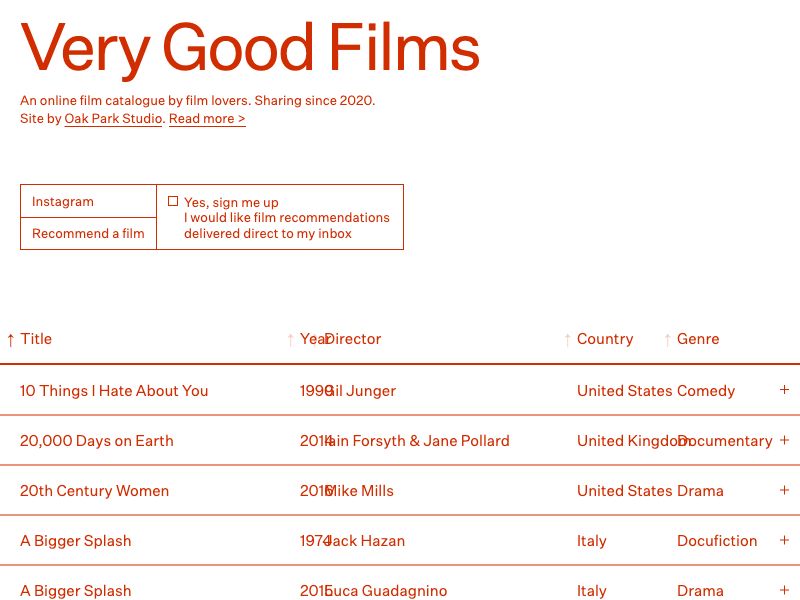 Very Good Films
An online film catalogue by film lovers. Sharing since 2020.
Site by Oak Park Studio. Read more >
Instagram
Recommend a film
Yes, sign me up
I would like film recommendations
delivered direct to my inbox
↑ Title ↑ Year ↑ Director ↑ Country ↑ Genre
10 Things I Hate About You 1999 Gil Junger United States Comedy +
20,000 Days on Earth 2014 Iain Forsyth & Jane Pollard United Kingdom Documentary +
20th Century Women 2016 Mike Mills United States Drama +
A Bigger Splash 1974 Jack Hazan Italy Docufiction +
A Bigger Splash 2015 Luca Guadagnino Italy Drama +